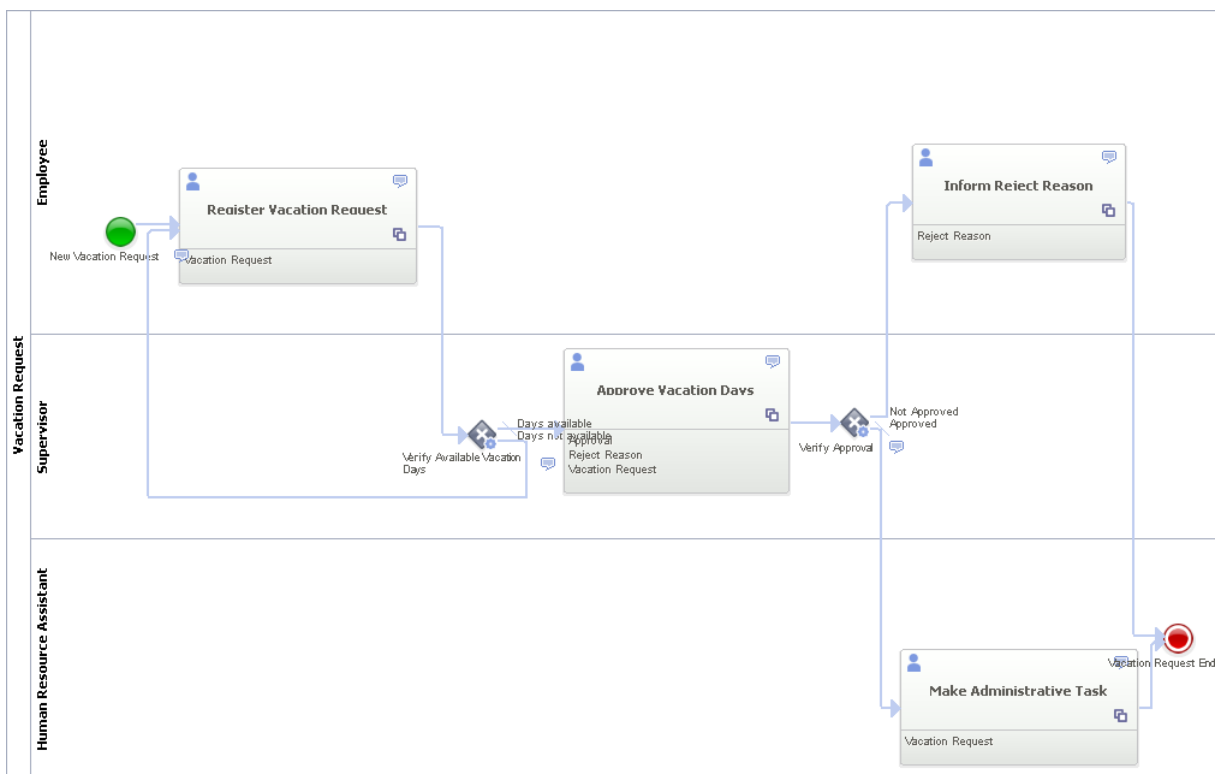 Vacation Request
Employee
Supervisor
Human Resource Assistant
New Vacation Request
Register Vacation Request
Vacation Request
Inform Reject Reason
Reject Reason
Verify Available Vacation
Days
Days available
Days not available
Approve Vacation Days
Approval
Reject Reason
Vacation Request
Verify Approval
Not Approved
Approved
Make Administrative Task
Vacation Request
Vacation Request End